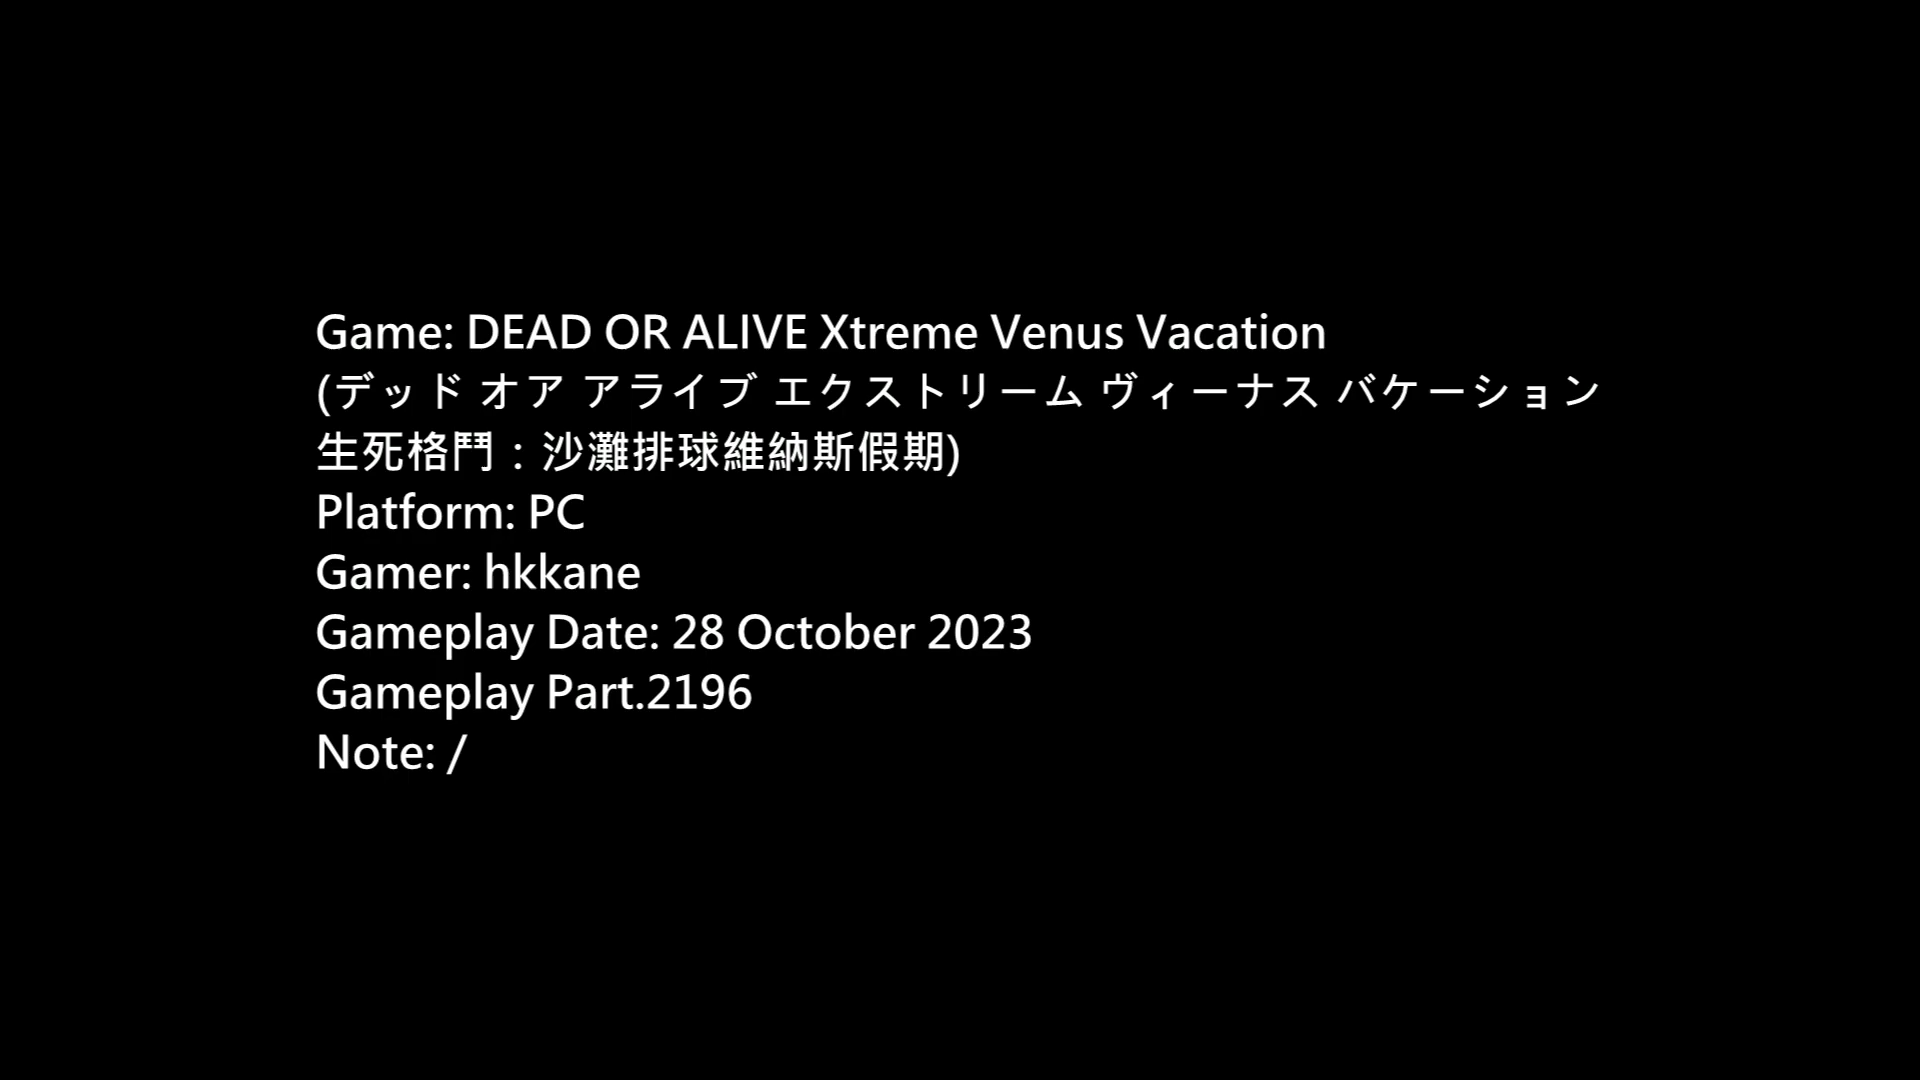 Game: DEAD OR ALIVE Xtreme Venus Vacation
(デッド オア アライブ エクストリーム ヴィーナス バケーション
生死格鬥：沙灘排球維納斯假期)
Platform: PC
Gamer: hkkane
Gameplay Date: 28 October 2023
Gameplay Part.2196
Note: /